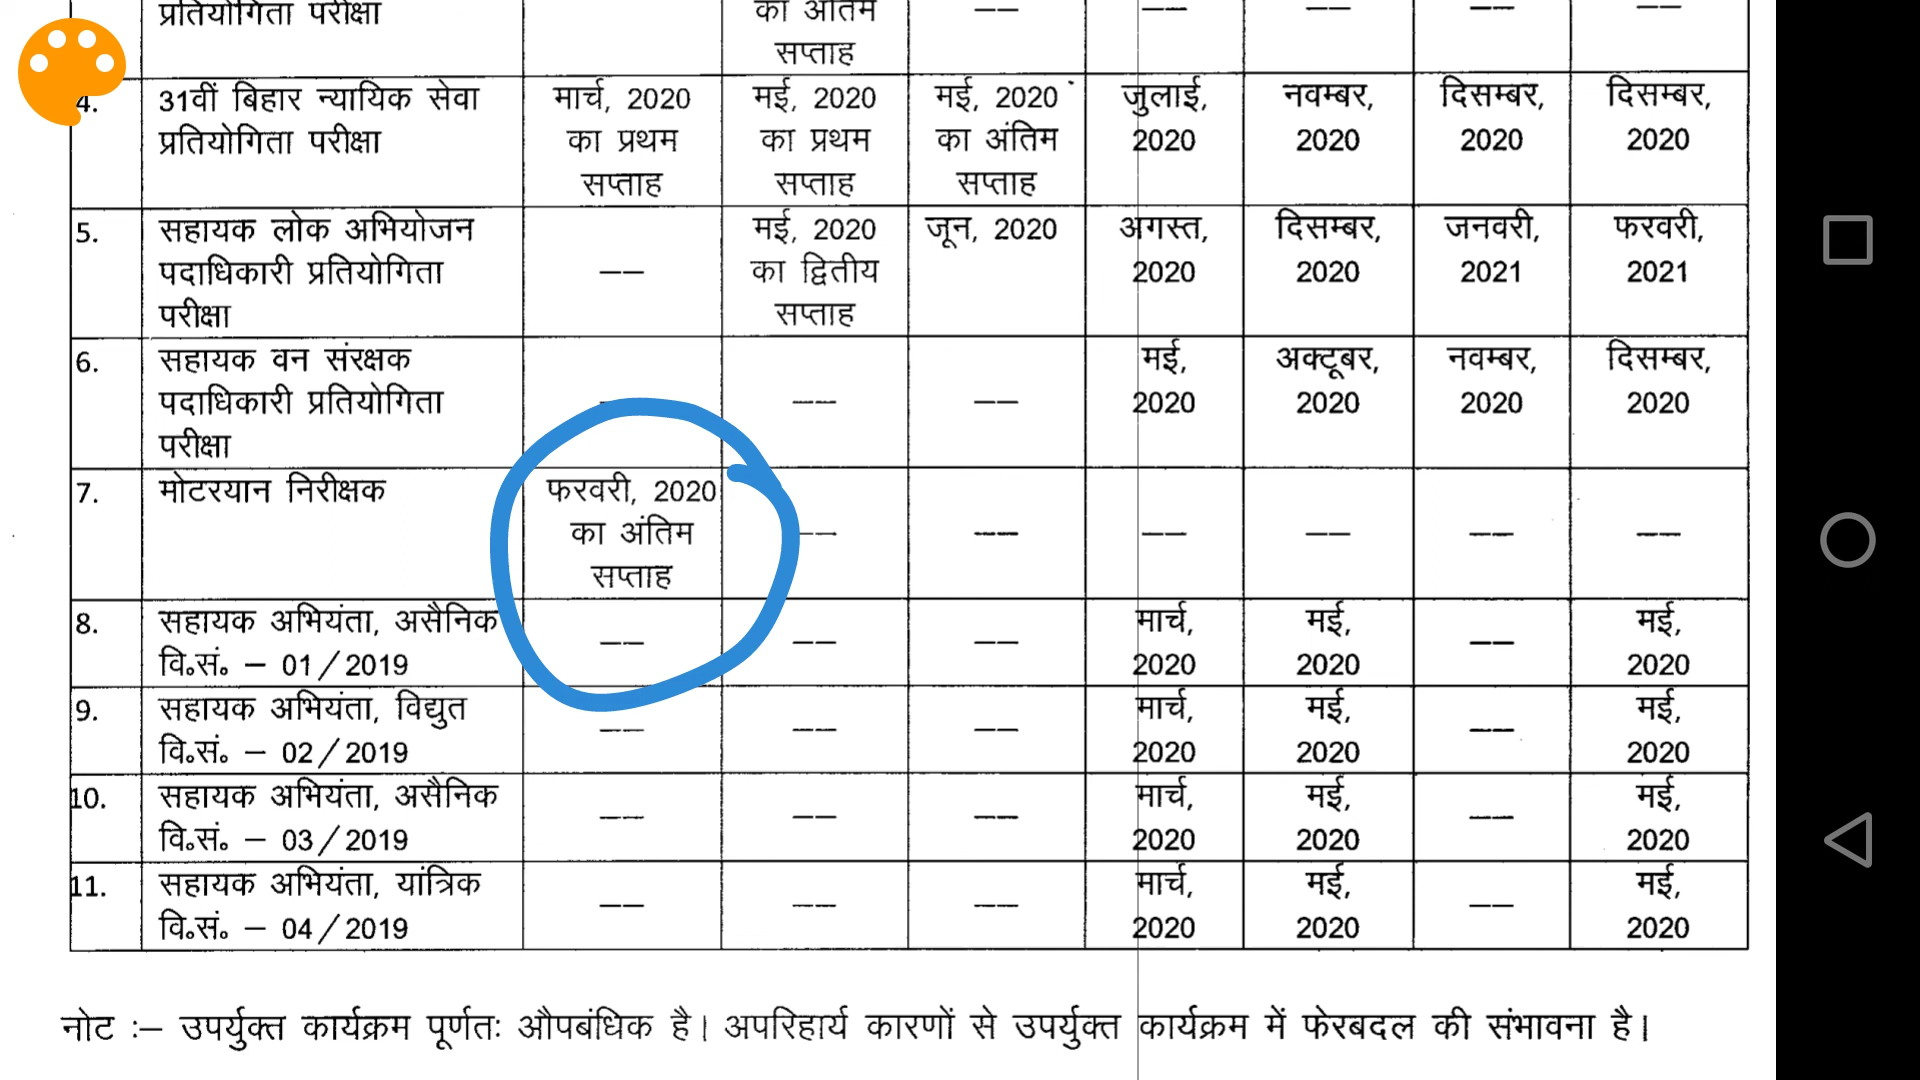 प्रतियोगिता परीक्षा का अंतिम —— —— —— —— ——
सप्ताह
4. 31वीं बिहार न्यायिक सेवा मार्च, 2020 मई, 2020 मई, 2020 जुलाई, नवम्बर, दिसम्बर, दिसम्बर,
प्रतियोगिता परीक्षा का प्रथम का प्रथम का अंतिम 2020 2020 2020 2020
सप्ताह सप्ताह सप्ताह
5. सहायक लोक अभियोजन मई, 2020 जून, 2020 अगस्त, दिसम्बर, जनवरी, फरवरी,
पदाधिकारी प्रतियोगिता —— का द्वितीय 2020 2020 2021 2021
परीक्षा सप्ताह
6. सहायक वन संरक्षक मई, अक्टूबर, नवम्बर, दिसम्बर,
पदाधिकारी प्रतियोगिता —— —— —— 2020 2020 2020 2020
परीक्षा
7. मोटरयान निरीक्षक फरवरी, 2020
का अंतिम —— —— —— —— —— ——
सप्ताह
8. सहायक अभियंता, असैनिक —— —— —— मार्च, मई, —— मई,
वि०सं० – 01/2019 2020 2020 2020
9. सहायक अभियंता, विद्युत —— —— —— मार्च, मई, —— मई,
वि०सं० – 02/2019 2020 2020 2020
10. सहायक अभियंता, असैनिक —— —— —— मार्च, मई, —— मई,
वि०सं० – 03/2019 2020 2020 2020
11. सहायक अभियंता, यांत्रिक —— —— —— मार्च, मई, —— मई,
वि०सं० – 04/2019 2020 2020 2020
नोट :– उपर्युक्त कार्यक्रम पूर्णतः औपबंधिक है। अपरिहार्य कारणों से उपर्युक्त कार्यक्रम में फेरबदल की संभावना है।